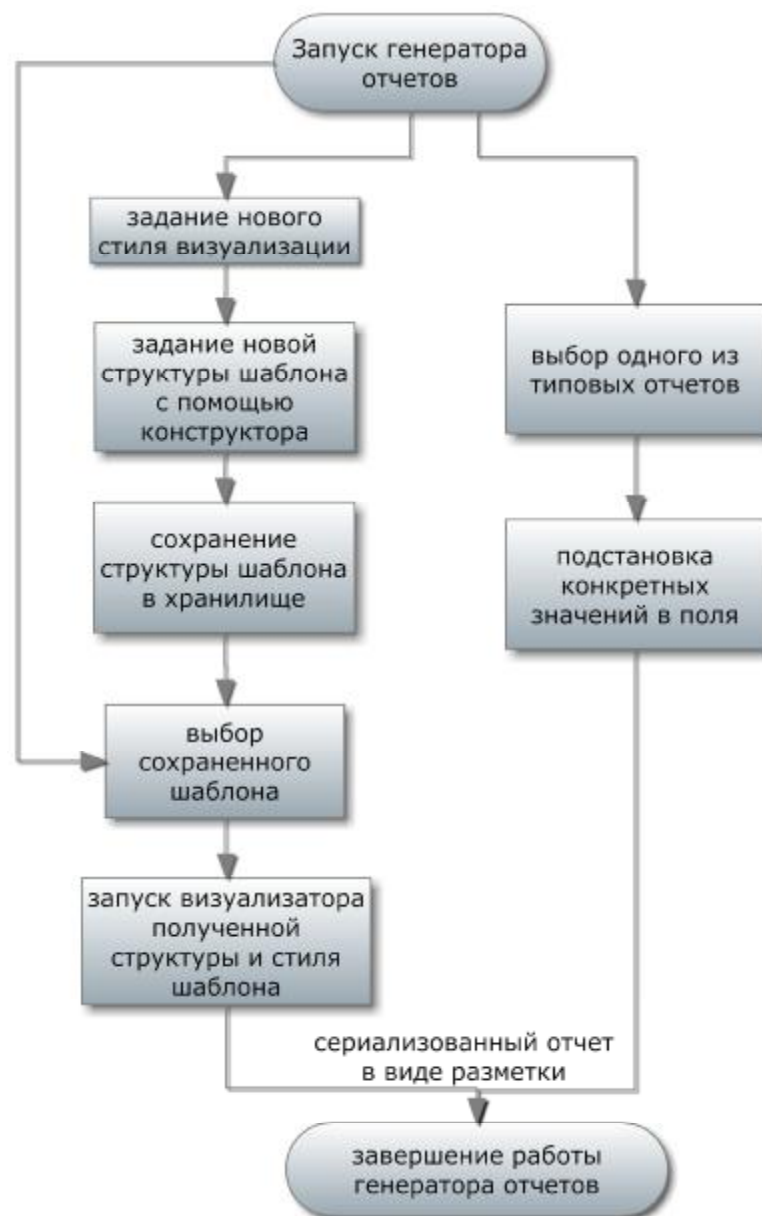 Запуск генератора
отчетов
задание нового
стиля визуализации
задание новой
структуры шаблона
с помощью
конструктора
выбор одного из
типовых отчетов
сохранение
структуры шаблона
в хранилище
подстановка
конкретных
значений в поля
выбор
сохраненного
шаблона
запуск визуализатора
полученной
структуры и стиля
шаблона
сериализованный отчет
в виде разметки
завершение работы
генератора отчетов